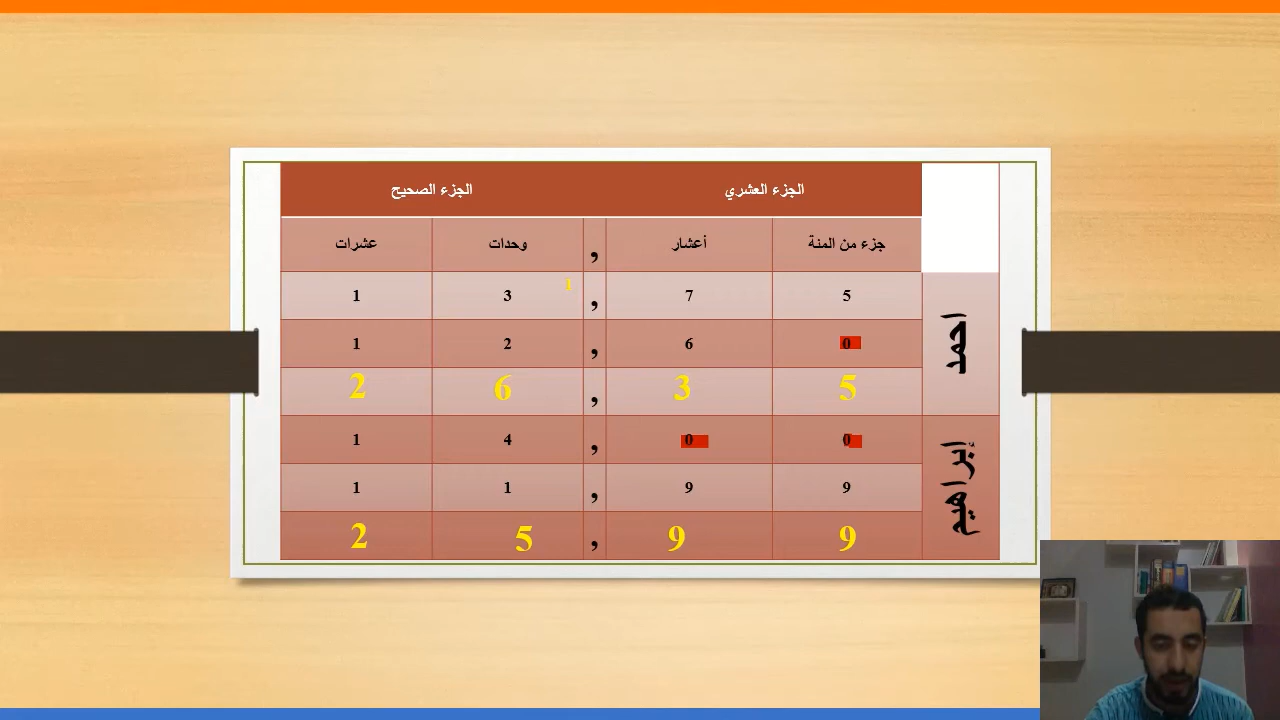 الجزء العشري الجزء الصحيح
جزء من المئة أعشار , وحدات عشرات
احمد
1 3 1 , 7 5
1 2 , 6 0
2 6 , 3 5
إبراهيم
1 4 , 0 0
1 1 , 9 9
2 5 , 9 9